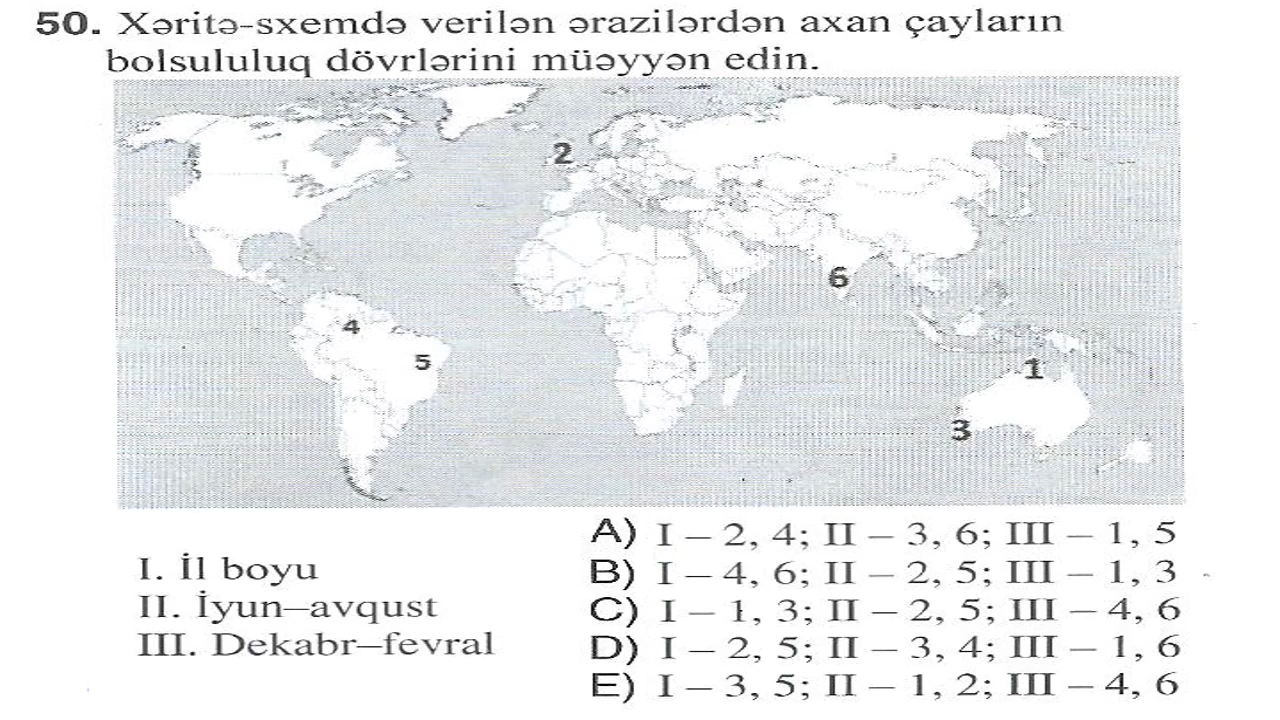 50. Xəritə-sxemdə verilən ərazilərdən axan çayların
bolsululuq dövrlərini müəyyən edin.
2
6
4
5
1
3
I. İl boyu
II. İyun–avqust
III. Dekabr–fevral
A) I – 2, 4; II – 3, 6; III – 1, 5
B) I – 4, 6; II – 2, 5; III – 1, 3
C) I – 1, 3; II – 2, 5; III – 4, 6
D) I – 2, 5; II – 3, 4; III – 1, 6
E) I – 3, 5; II – 1, 2; III – 4, 6